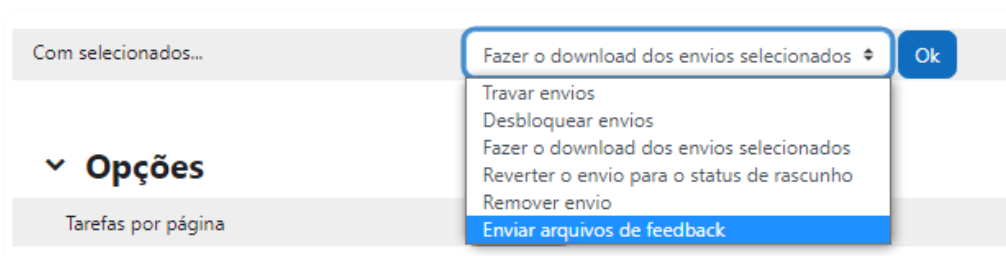 Com selecionados...
Fazer o download dos envios selecionados
Ok
Travar envios
Desbloquear envios
Fazer o download dos envios selecionados
Reverter o envio para o status de rascunho
Remover envio
Enviar arquivos de feedback
Opções
Tarefas por página